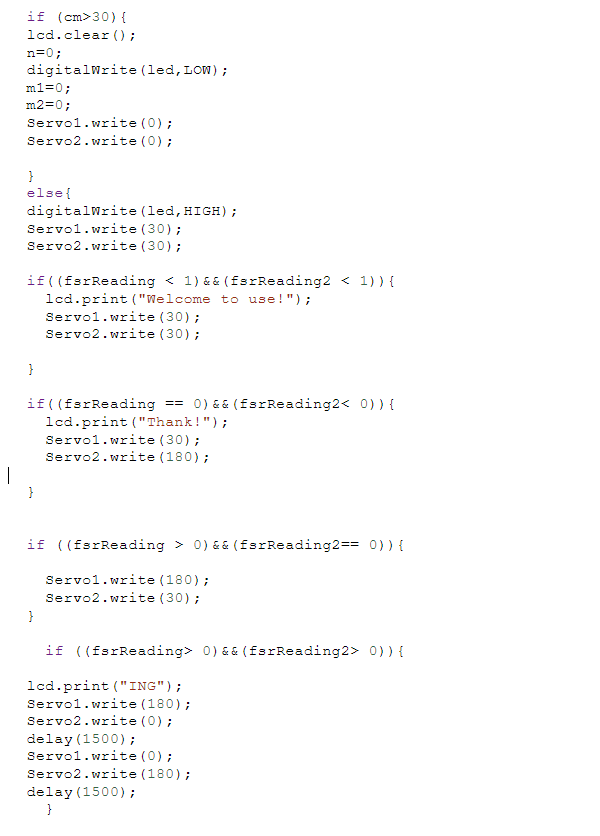 if (cm>30){
lcd.clear();
n=0;
digitalWrite(led,LOW);
m1=0;
m2=0;
Servo1.write(0);
Servo2.write(0);
}
else{
digitalWrite(led,HIGH);
Servo1.write(30);
Servo2.write(30);
if((fsrReading < 1)&&(fsrReading2 < 1)){
lcd.print("Welcome to use!");
Servo1.write(30);
Servo2.write(30);
}
if((fsrReading == 0)&&(fsrReading2< 0)){
lcd.print("Thank!");
Servo1.write(30);
Servo2.write(180);
}
if ((fsrReading > 0)&&(fsrReading2== 0)){
Servo1.write(180);
Servo2.write(30);
}
if ((fsrReading> 0)&&(fsrReading2> 0)){
lcd.print("ING");
Servo1.write(180);
Servo2.write(0);
delay(1500);
Servo1.write(0);
Servo2.write(180);
delay(1500);
}